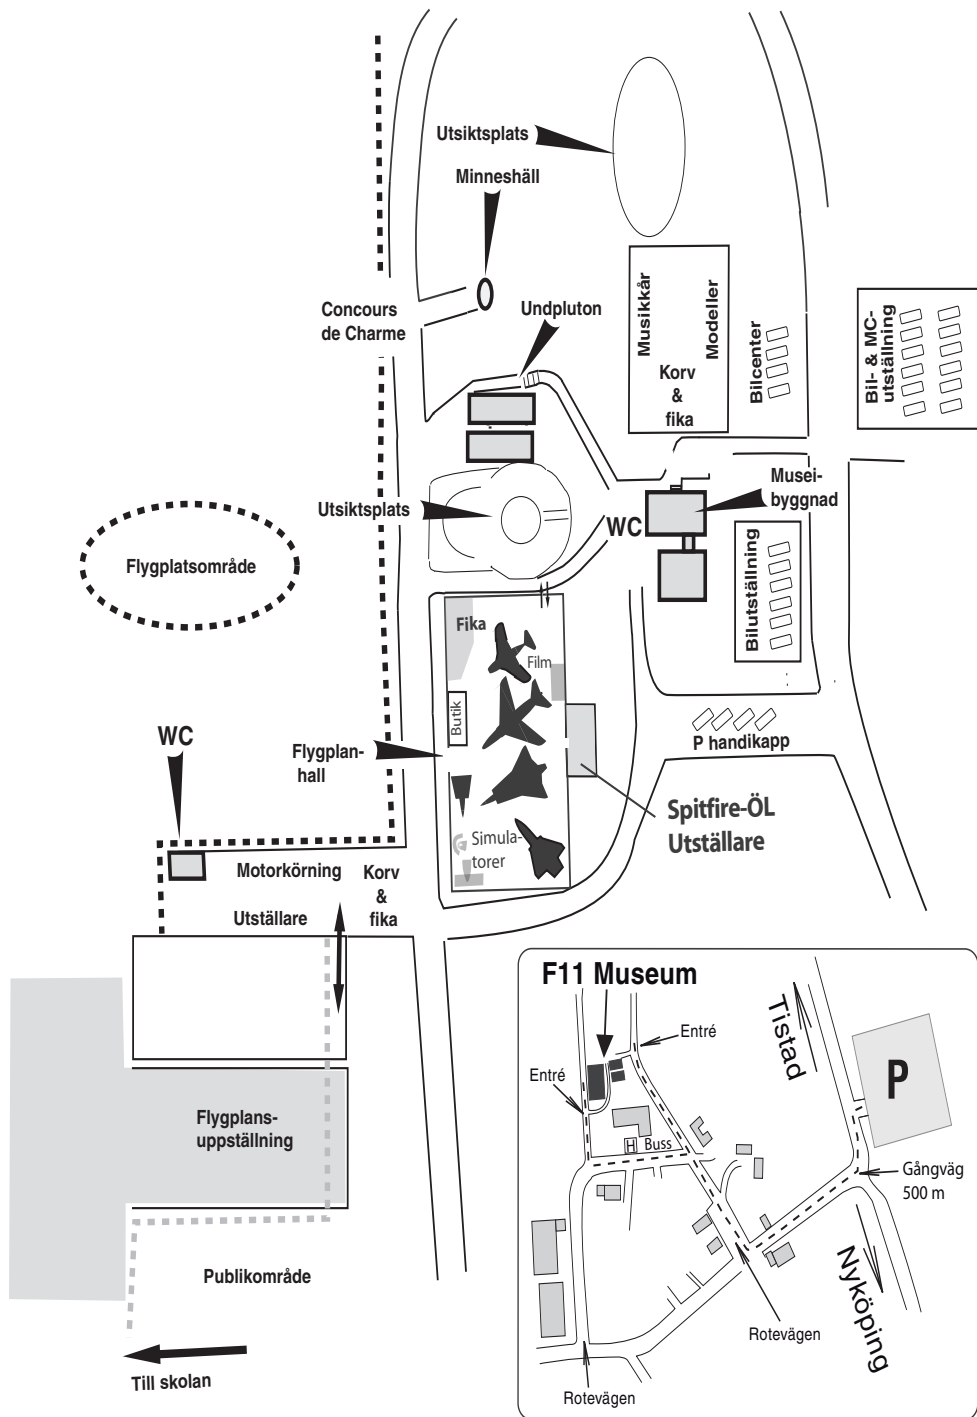 Utsiktsplats
Minneshäll
Concours
de Charme
Undpluton
Musikkår
Modeller
Korv
&
fika
Bilcenter
Bil- & MC-
utställning
Utsiktsplats
WC
Musei-
byggnad
Flygplatsområde
Bilutställning
Fika
Film
Butik
P handikapp
WC
Flygplan-
hall
Spitfire-ÖL
Utställare
Simula-
torer
Motorkörning
Korv
&
fika
Utställare
F11 Museum
Entré
Tistad
P
Entré
Flygplans-
uppställning
H
Buss
Gångväg
500 m
Publikområde
Nyköping
Rotevägen
Till skolan
Rotevägen